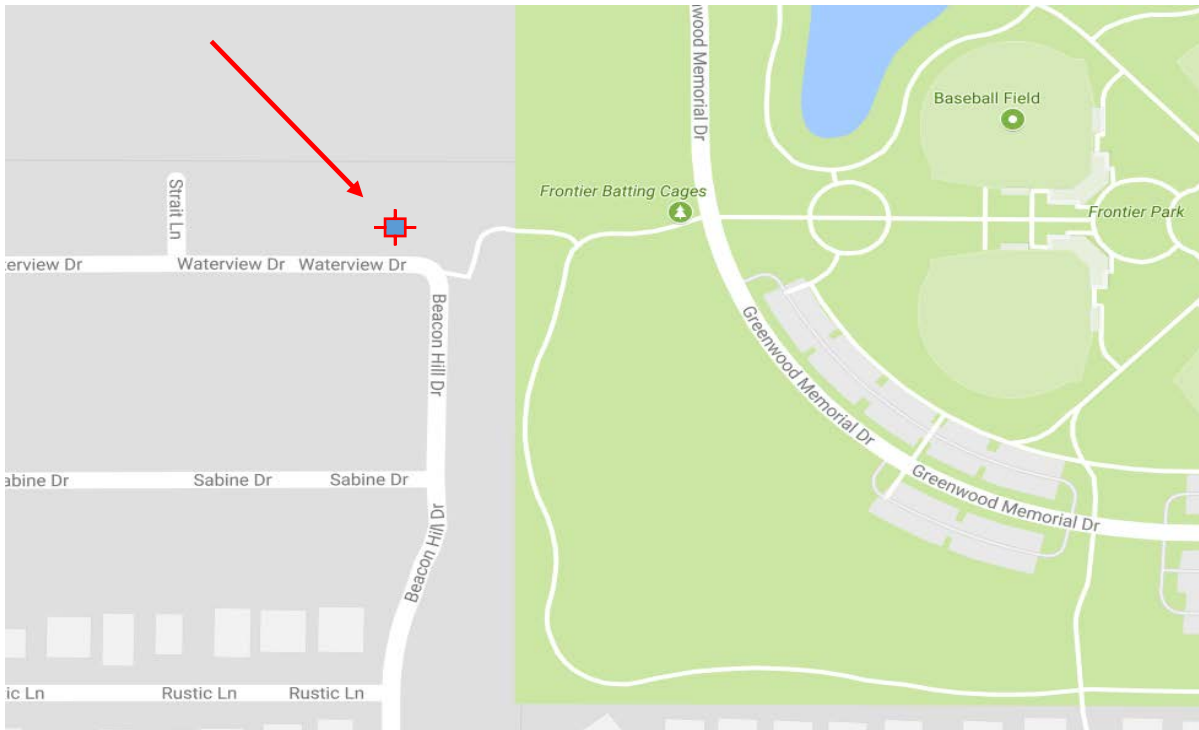 wood Memorial Dr
Baseball Field
Frontier Batting Cages
Frontier Park
Strait Ln
terview Dr
Waterview Dr
Waterview Dr
Beacon Hill Dr
Greenwood Memorial Dr
abine Dr
Sabine Dr
Sabine Dr
Greenwood Memorial Dr
Beacon Hill Dr
ic Ln
Rustic Ln
Rustic Ln